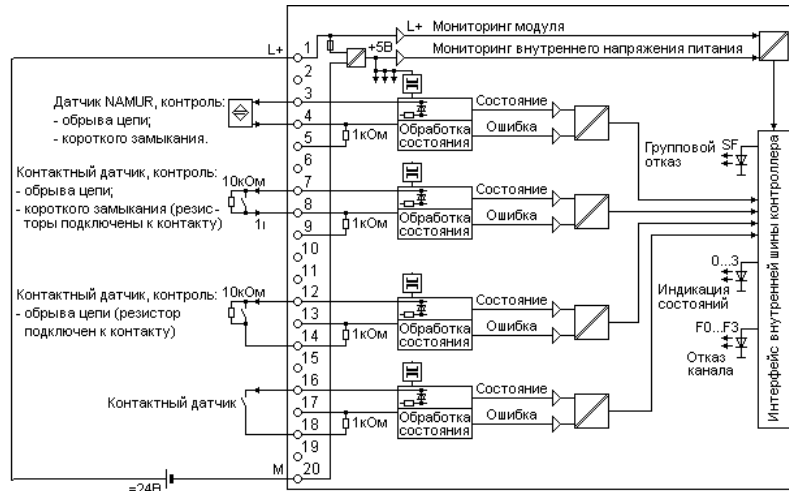 L+ Мониторинг модуля
L+
1
+5В
Мониторинг внутреннего напряжения питания
2
Датчик NAMUR, контроль:
- обрыва цепи;
- короткого замыкания.
3
4
5
1кОм
Обработка
состояния
Состояние
Ошибка
6
Групповой
отказ
SF
Контактный датчик, контроль:
- обрыва цепи;
- короткого замыкания (резис-
торы подключены к контакту)
10кОм
7
8
9
1кОм
Обработка
состояния
Состояние
Ошибка
10
11
Контактный датчик, контроль:
- обрыва цепи (резистор
подключен к контакту)
10кОм
12
13
14
1кОм
Обработка
состояния
Состояние
Ошибка
0...3
Индикация
состояний
F0...F3
Отказ
канала
Интерфейс внутренней шины контроллера
15
Контактный датчик
16
17
18
1кОм
Обработка
состояния
Состояние
Ошибка
19
M
20
=24В